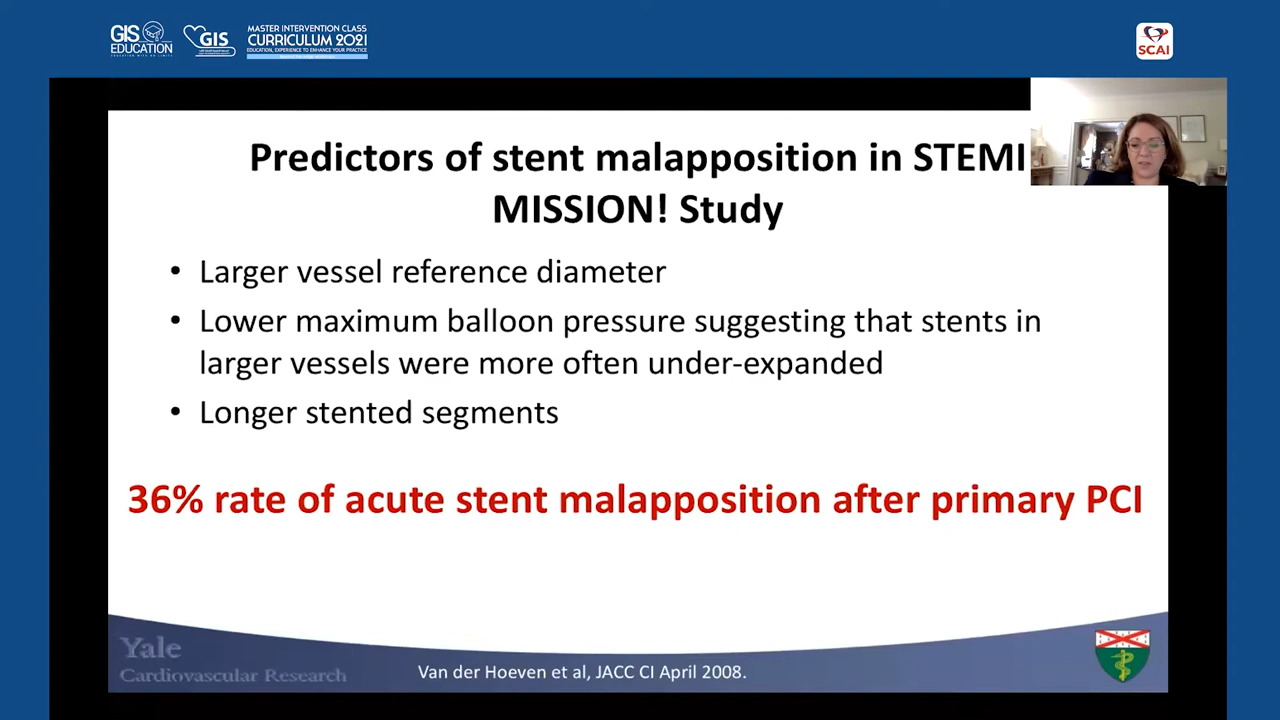 GIS
EDUCATION
GIS
MASTER INTERVENTION CLASS
CURRICULUM 2021
EDUCATION, EXPERIENCE TO ENHANCE YOUR PRACTICE
SCAI
Predictors of stent malapposition in STEMI
MISSION! Study
• Larger vessel reference diameter
• Lower maximum balloon pressure suggesting that stents in
larger vessels were more often under-expanded
• Longer stented segments
36% rate of acute stent malapposition after primary PCI
Yale
Cardiovascular Research
Van der Hoeven et al, JACC CI April 2008.